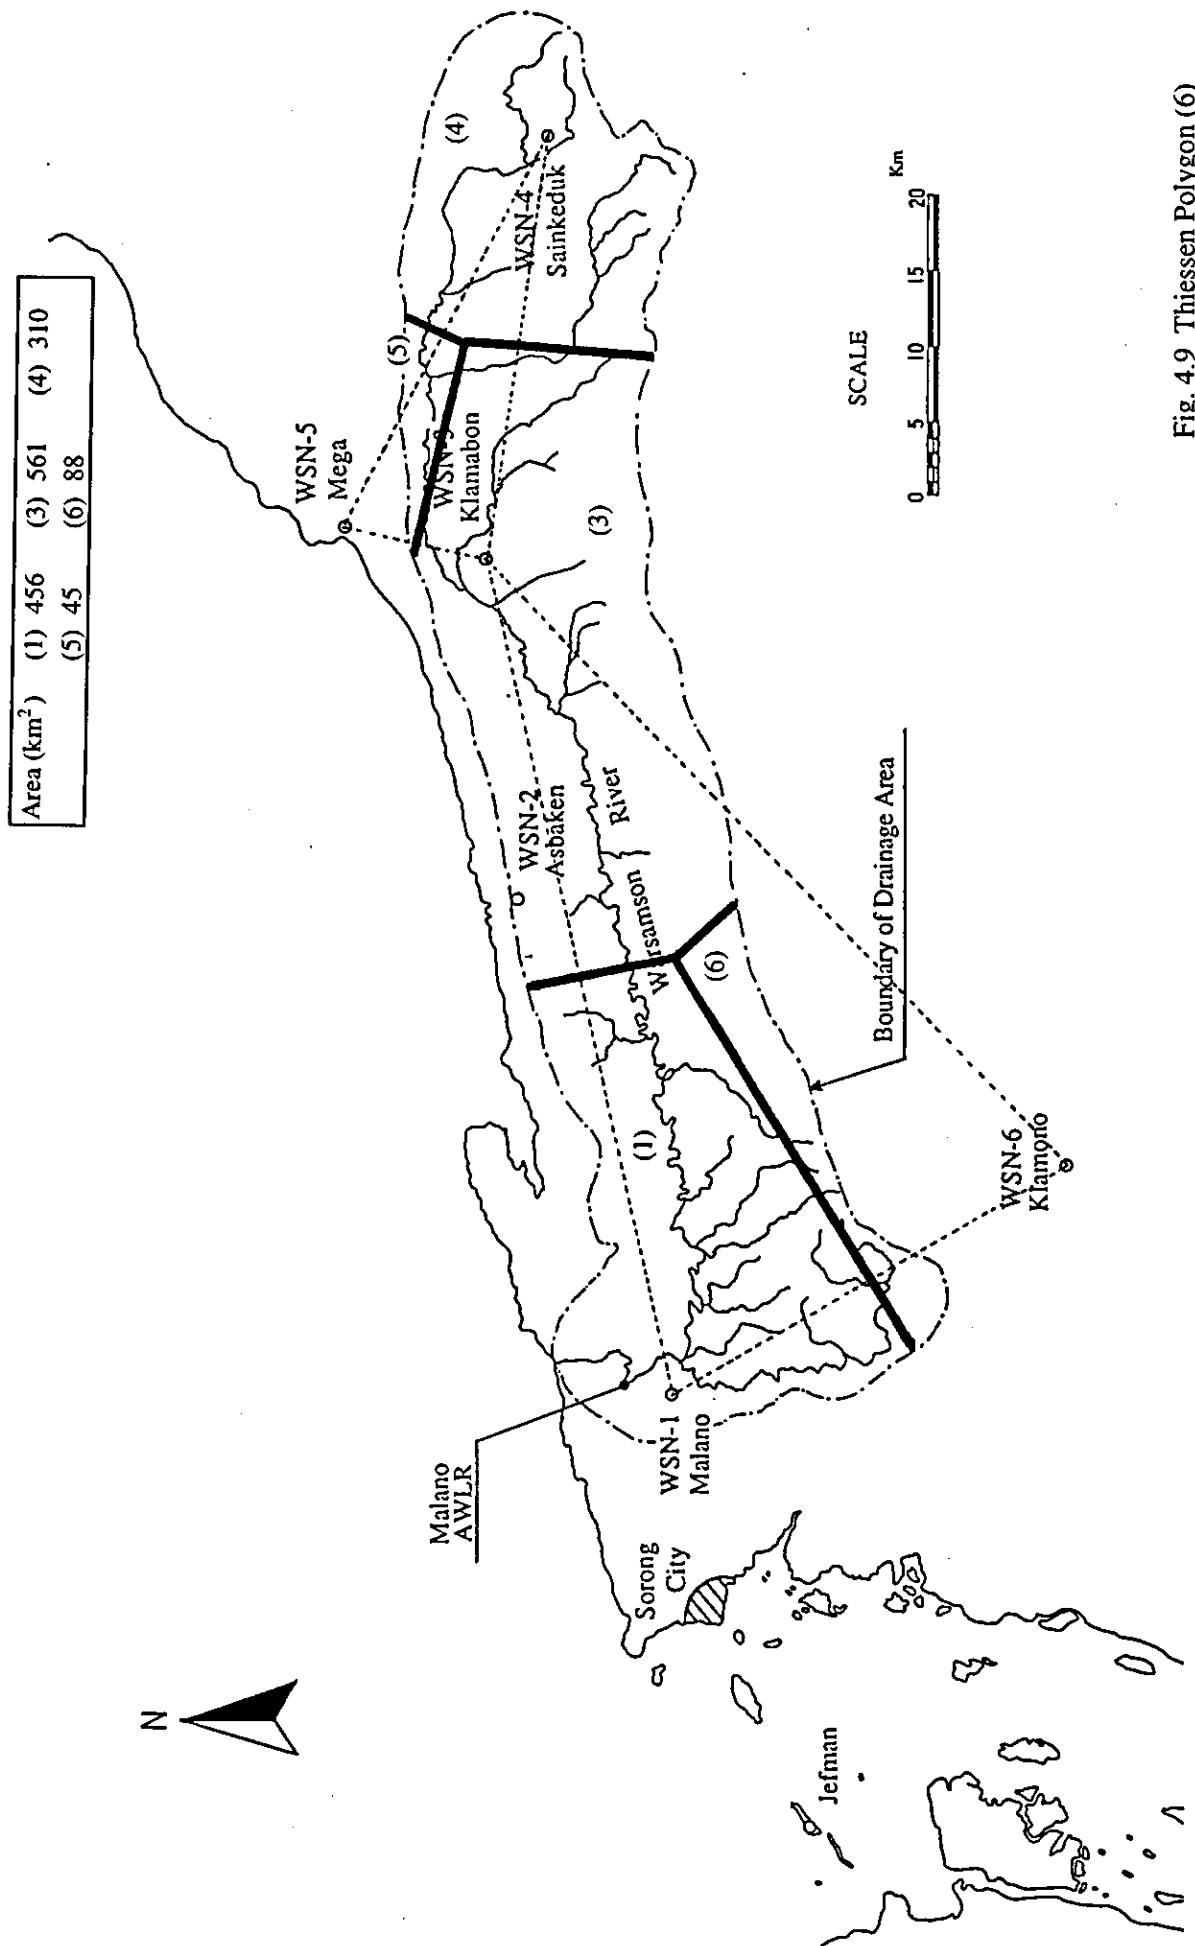 Area (km²) (1) 456 (3) 561 (4) 310
(5) 45 (6) 88
N
WSN-5
Mega
(4)
(5)
WSN-4
Sainkeduk
WSN-3
Klamabon
(3)
WSN-2
Asbaken
Warsamson River
(1)
(6)
Malano
AWLR
WSN-1
Malano
Sorong
City
Jefman
WSN-6
Klamono
Boundary of Drainage Area
SCALE
0 5 10 15 20 Km
Fig. 4.9 Thiessen Polygon (6)